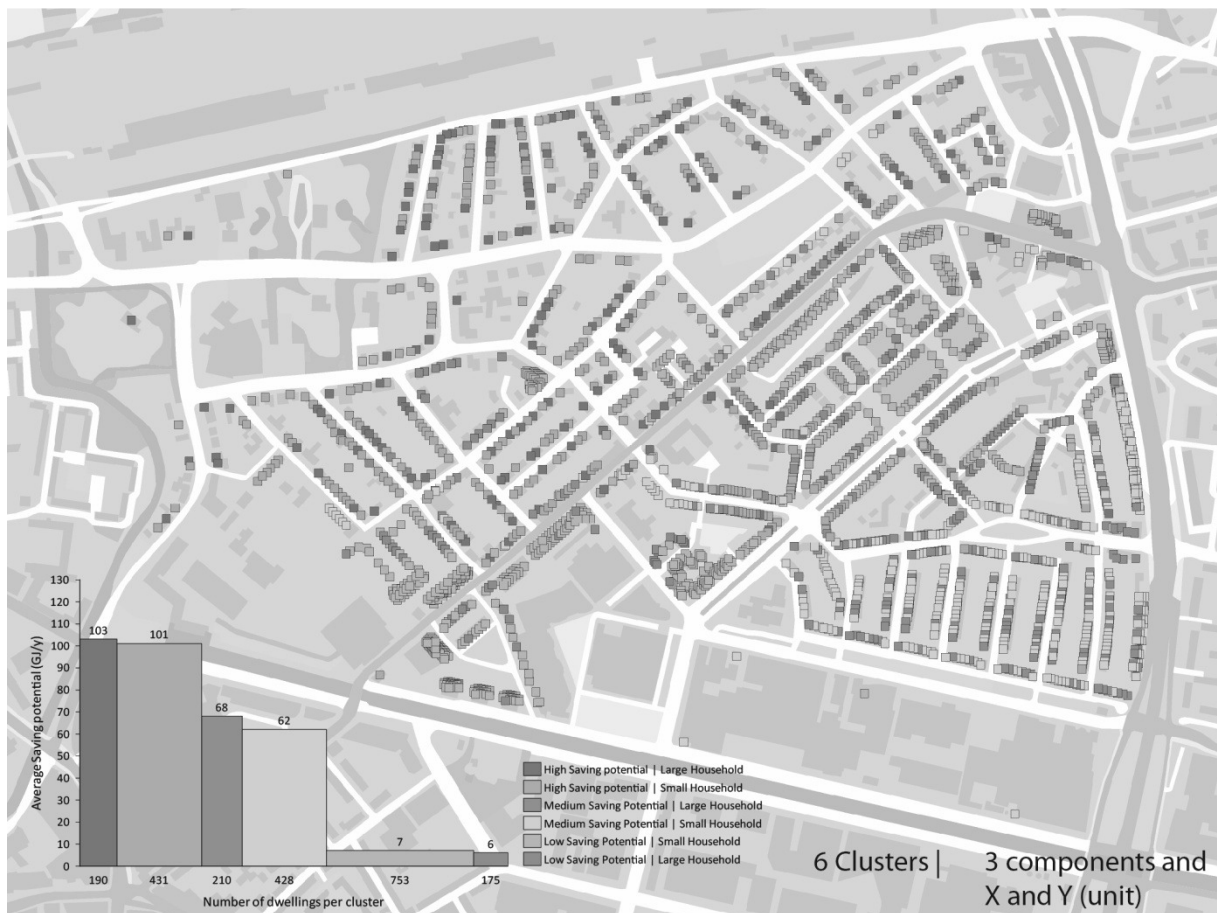 130
120
110
100
90
80
70
60
50
40
30
20
10
0
Average Saving potential (GJ/y)
103
101
68
62
7
6
190
431
210
428
753
175
Number of dwellings per cluster
High Saving potential | Large Household
High Saving potential | Small Household
Medium Saving Potential | Large Household
Medium Saving Potential | Small Household
Low Saving Potential | Small Household
Low Saving Potential | Large Household
6 Clusters | 3 components and
X and Y (unit)